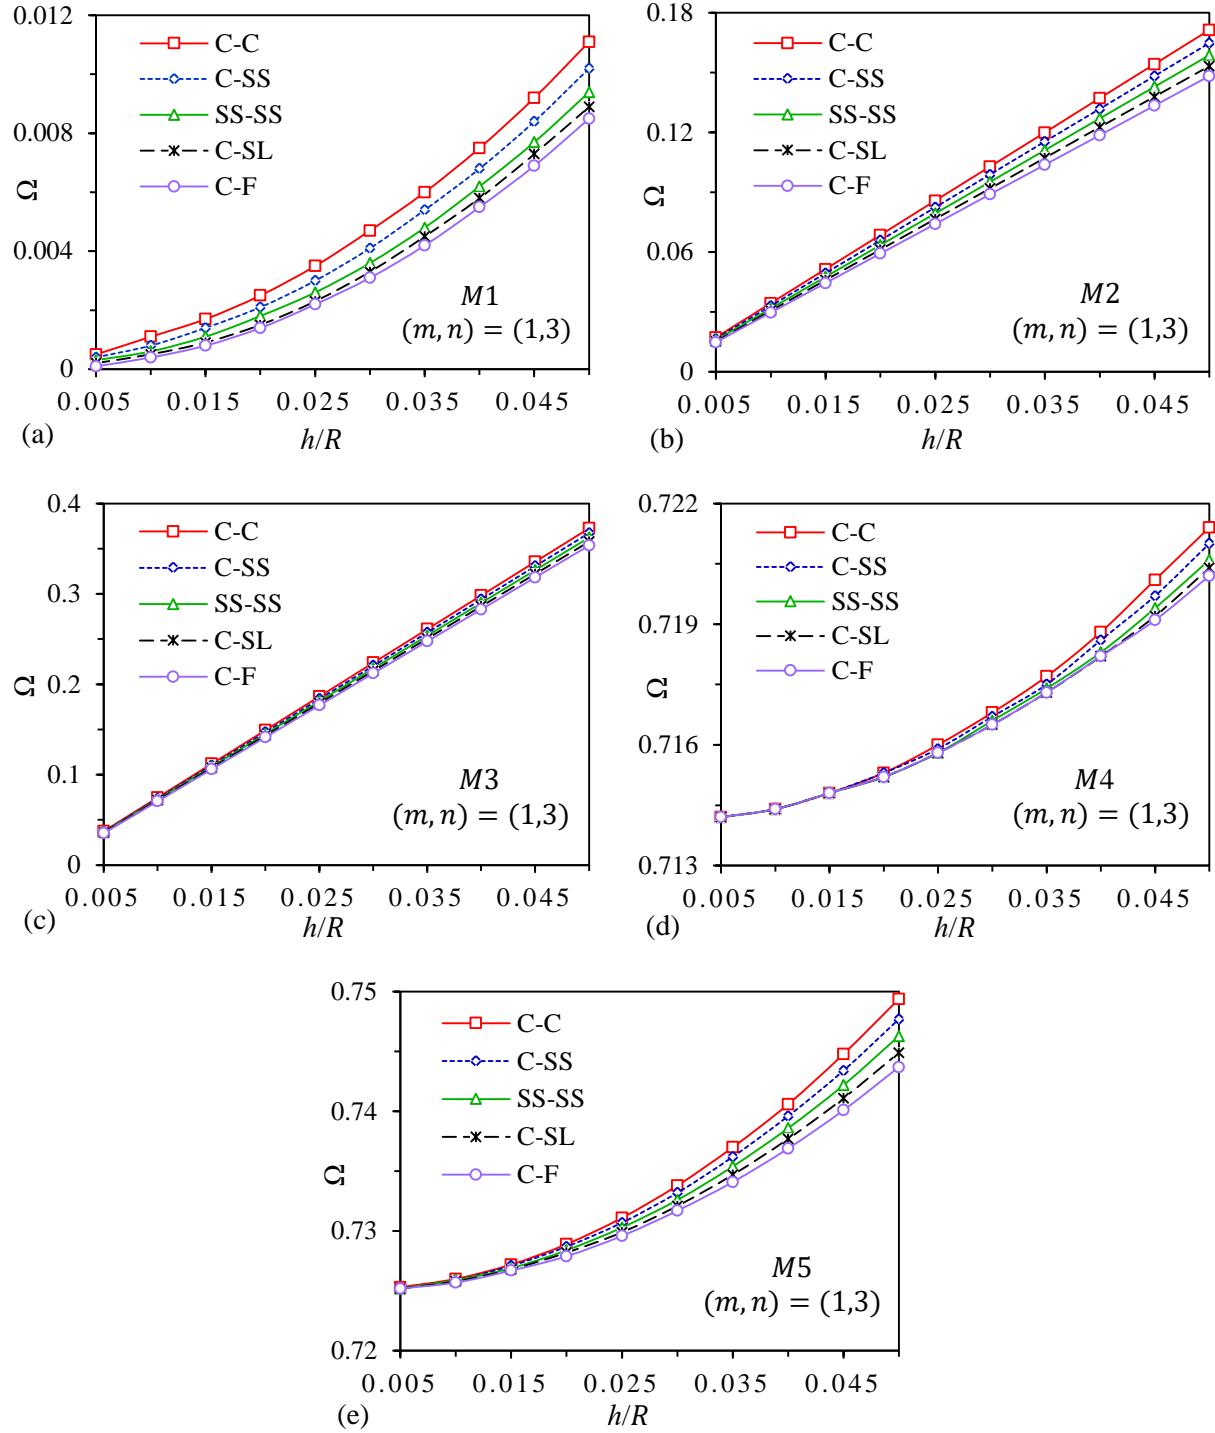 0.012
0.008
0.004
0
Ω
C-C
C-SS
SS-SS
C-SL
C-F
M1
(m, n) = (1,3)
0.005 0.015 0.025 0.035 0.045
(a)
h/R
0.18
0.12
0.06
0
Ω
C-C
C-SS
SS-SS
C-SL
C-F
M2
(m, n) = (1,3)
0.005 0.015 0.025 0.035 0.045
(b)
h/R
0.4
0.3
0.2
0.1
0
Ω
C-C
C-SS
SS-SS
C-SL
C-F
M3
(m, n) = (1,3)
0.005 0.015 0.025 0.035 0.045
(c)
h/R
0.722
0.719
0.716
0.713
Ω
C-C
C-SS
SS-SS
C-SL
C-F
M4
(m, n) = (1,3)
0.005 0.015 0.025 0.035 0.045
(d)
h/R
0.75
0.74
0.73
0.72
Ω
C-C
C-SS
SS-SS
C-SL
C-F
M5
(m, n) = (1,3)
0.005 0.015 0.025 0.035 0.045
(e)
h/R